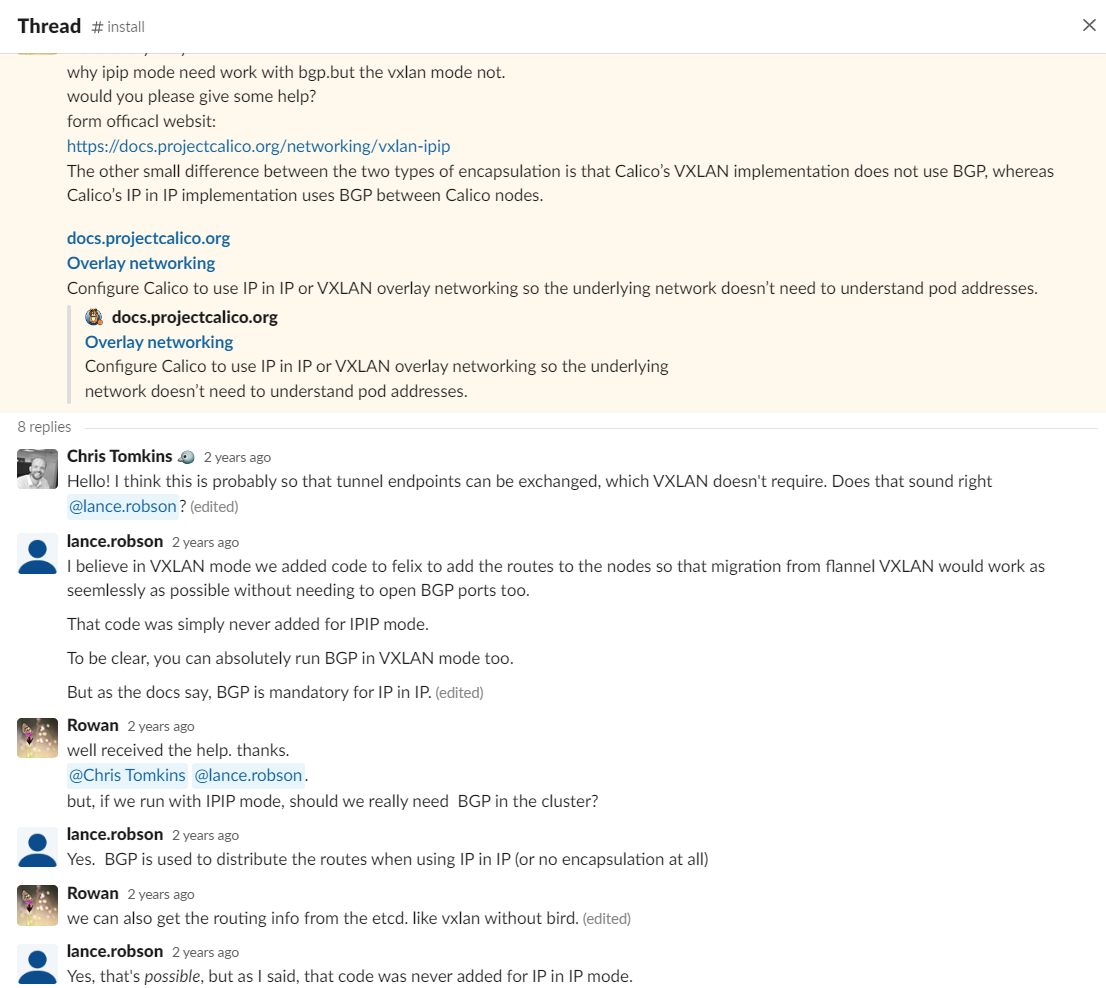 Thread # install
why ipip mode need work with bgp.but the vxlan mode not.
would you please give some help?
form officacl websit:
https://docs.projectcalico.org/networking/vxlan-ipip
The other small difference between the two types of encapsulation is that Calico's VXLAN implementation does not use BGP, whereas
Calico's IP in IP implementation uses BGP between Calico nodes.
docs.projectcalico.org
Overlay networking
Configure Calico to use IP in IP or VXLAN overlay networking so the underlying network doesn't need to understand pod addresses.
docs.projectcalico.org
Overlay networking
Configure Calico to use IP in IP or VXLAN overlay networking so the underlying
network doesn't need to understand pod addresses.
8 replies
Chris Tomkins 2 years ago
Hello! I think this is probably so that tunnel endpoints can be exchanged, which VXLAN doesn't require. Does that sound right
@lance.robson? (edited)
lance.robson 2 years ago
I believe in VXLAN mode we added code to felix to add the routes to the nodes so that migration from flannel VXLAN would work as
seemlessly as possible without needing to open BGP ports too.
That code was simply never added for IPIP mode.
To be clear, you can absolutely run BGP in VXLAN mode too.
But as the docs say, BGP is mandatory for IP in IP. (edited)
Rowan 2 years ago
well received the help. thanks.
@Chris Tomkins @lance.robson.
but, if we run with IPIP mode, should we really need BGP in the cluster?
lance.robson 2 years ago
Yes. BGP is used to distribute the routes when using IP in IP (or no encapsulation at all)
Rowan 2 years ago
we can also get the routing info from the etcd. like vxlan without bird. (edited)
lance.robson 2 years ago
Yes, that's possible, but as I said, that code was never added for IP in IP mode.